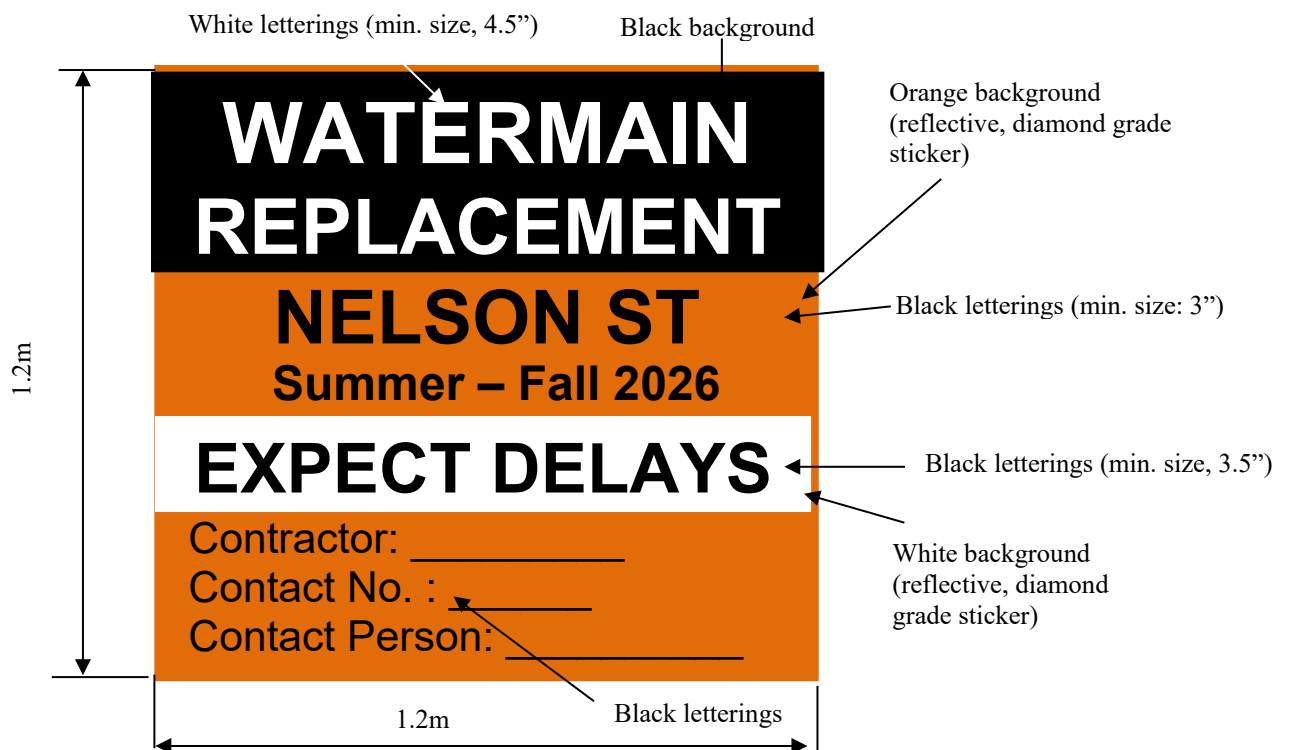 White letterings (min. size, 4.5”)
Black background
WATERMAIN
REPLACEMENT
Orange background
(reflective, diamond grade
sticker)
NELSON ST
Black letterings (min. size: 3”)
Summer – Fall 2026
1.2m
EXPECT DELAYS
Black letterings (min. size, 3.5”)
Contractor: _________
Contact No. : ______
Contact Person: __________
White background
(reflective, diamond
grade sticker)
Black letterings
1.2m